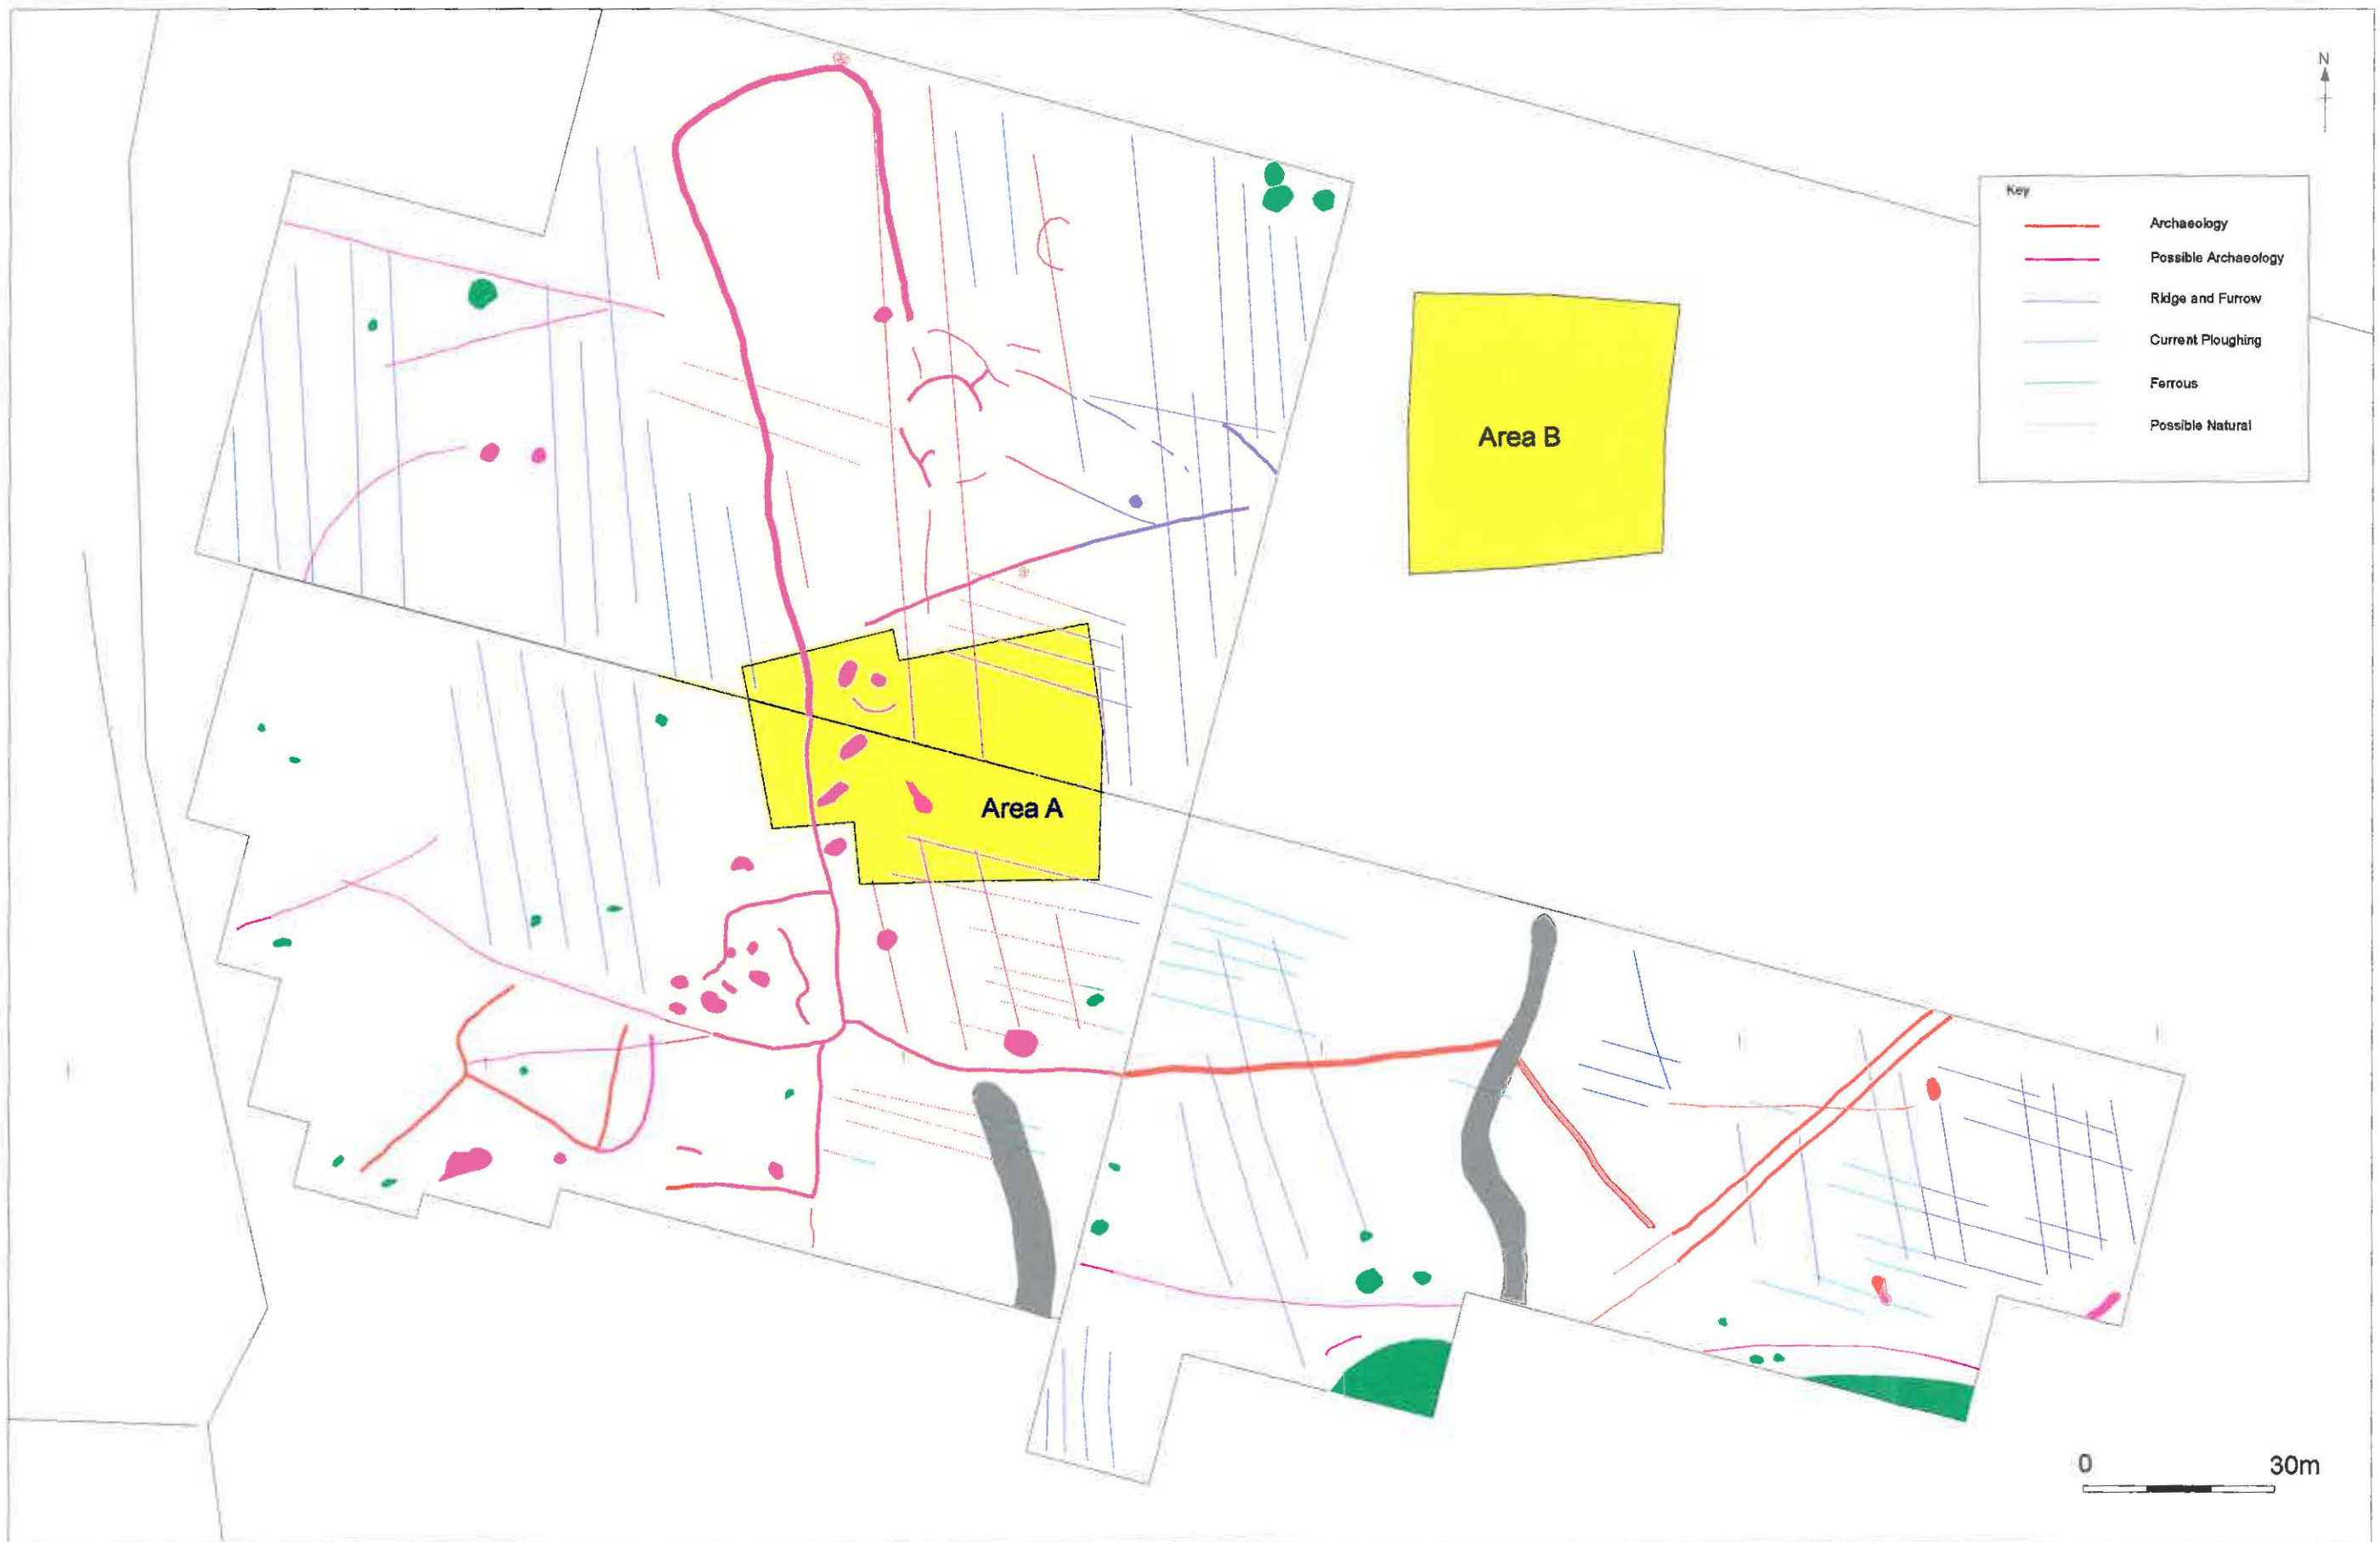 N
Key
Archaeology
Possible Archaeology
Ridge and Furrow
Current Ploughing
Ferrous
Possible Natural
Area B
Area A
0 30m